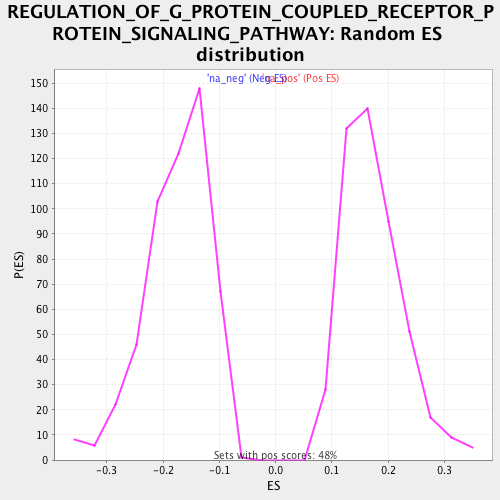 REGULATION_OF_G_PROTEIN_COUPLED_RECEPTOR_P
ROTEIN_SIGNALING_PATHWAY: Random ES
distribution
'na_neg' (Neg ES)
'na_pos' (Pos ES)
150
140
130
120
110
100
90
80
70
60
50
40
30
20
10
0
P(ES)
Sets with pos scores: 48%
-0.3 -0.2 -0.1 0.0 0.1 0.2 0.3
ES